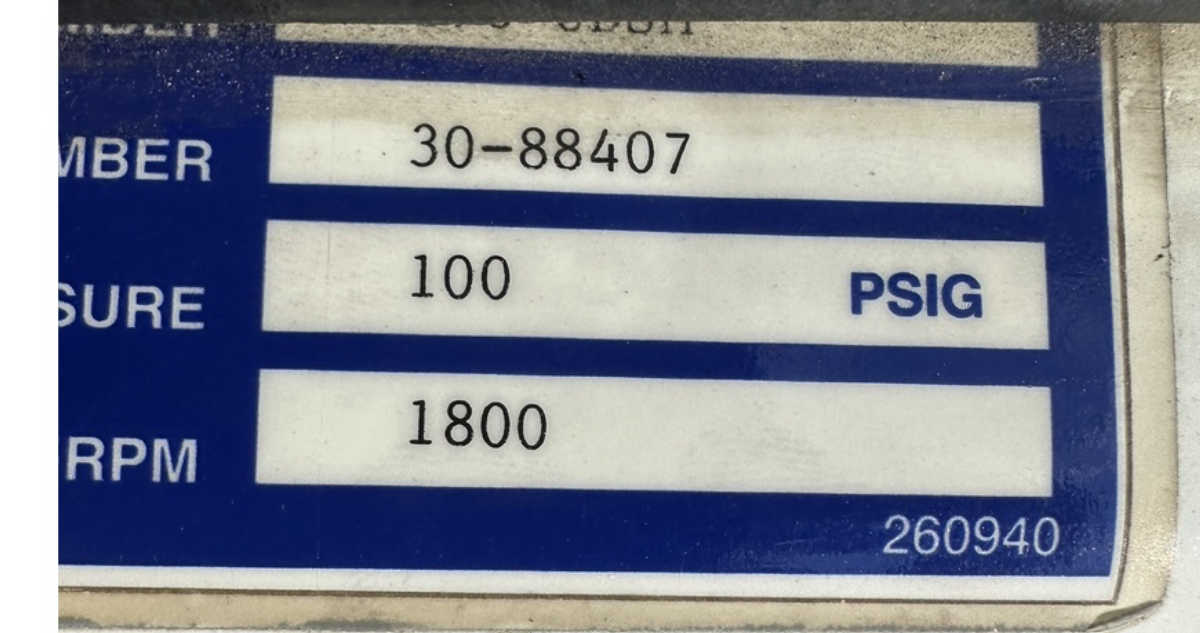 MBER 30-88407
SURE 100 PSIG
RPM 1800
260940